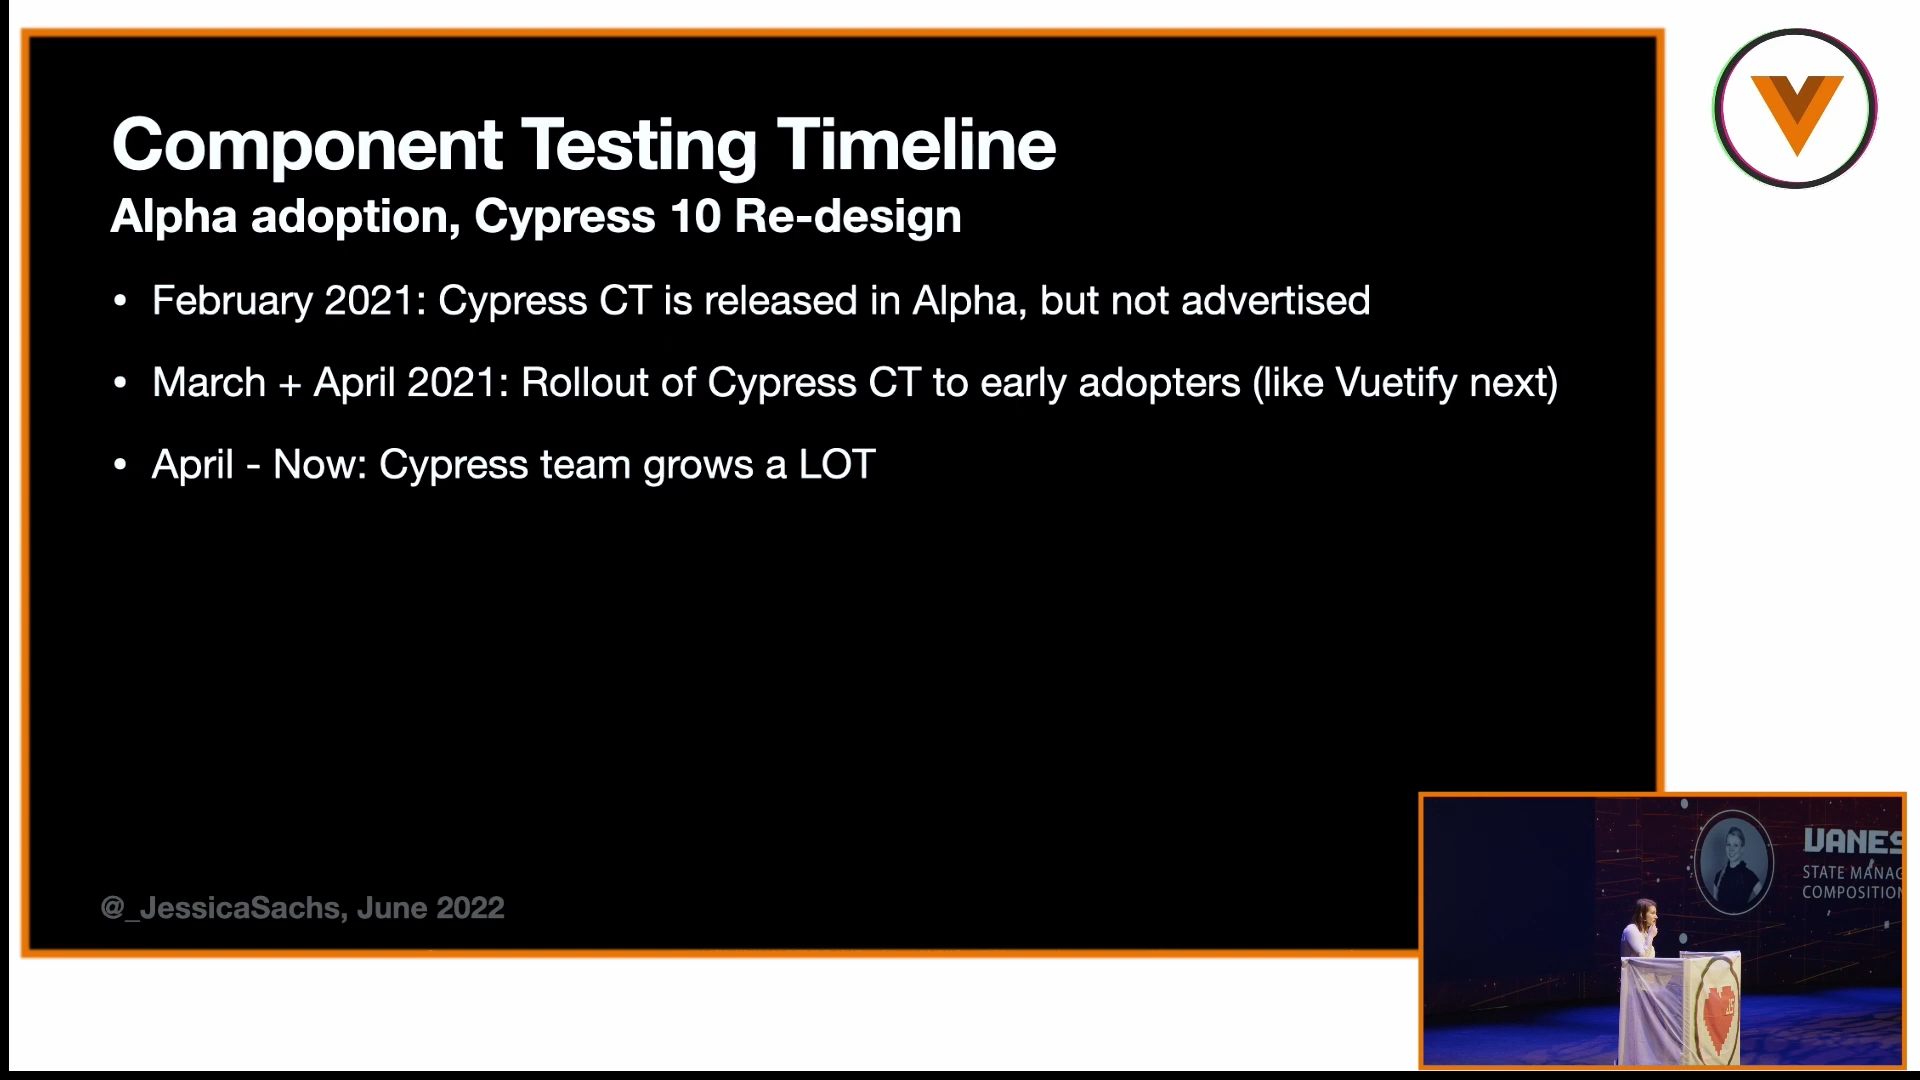 Component Testing Timeline
Alpha adoption, Cypress 10 Re-design
• February 2021: Cypress CT is released in Alpha, but not advertised
• March + April 2021: Rollout of Cypress CT to early adopters (like Vuetify next)
• April - Now: Cypress team grows a LOT
@_JessicaSachs, June 2022
VANES
STATE MANAG
COMPOSITION
JS